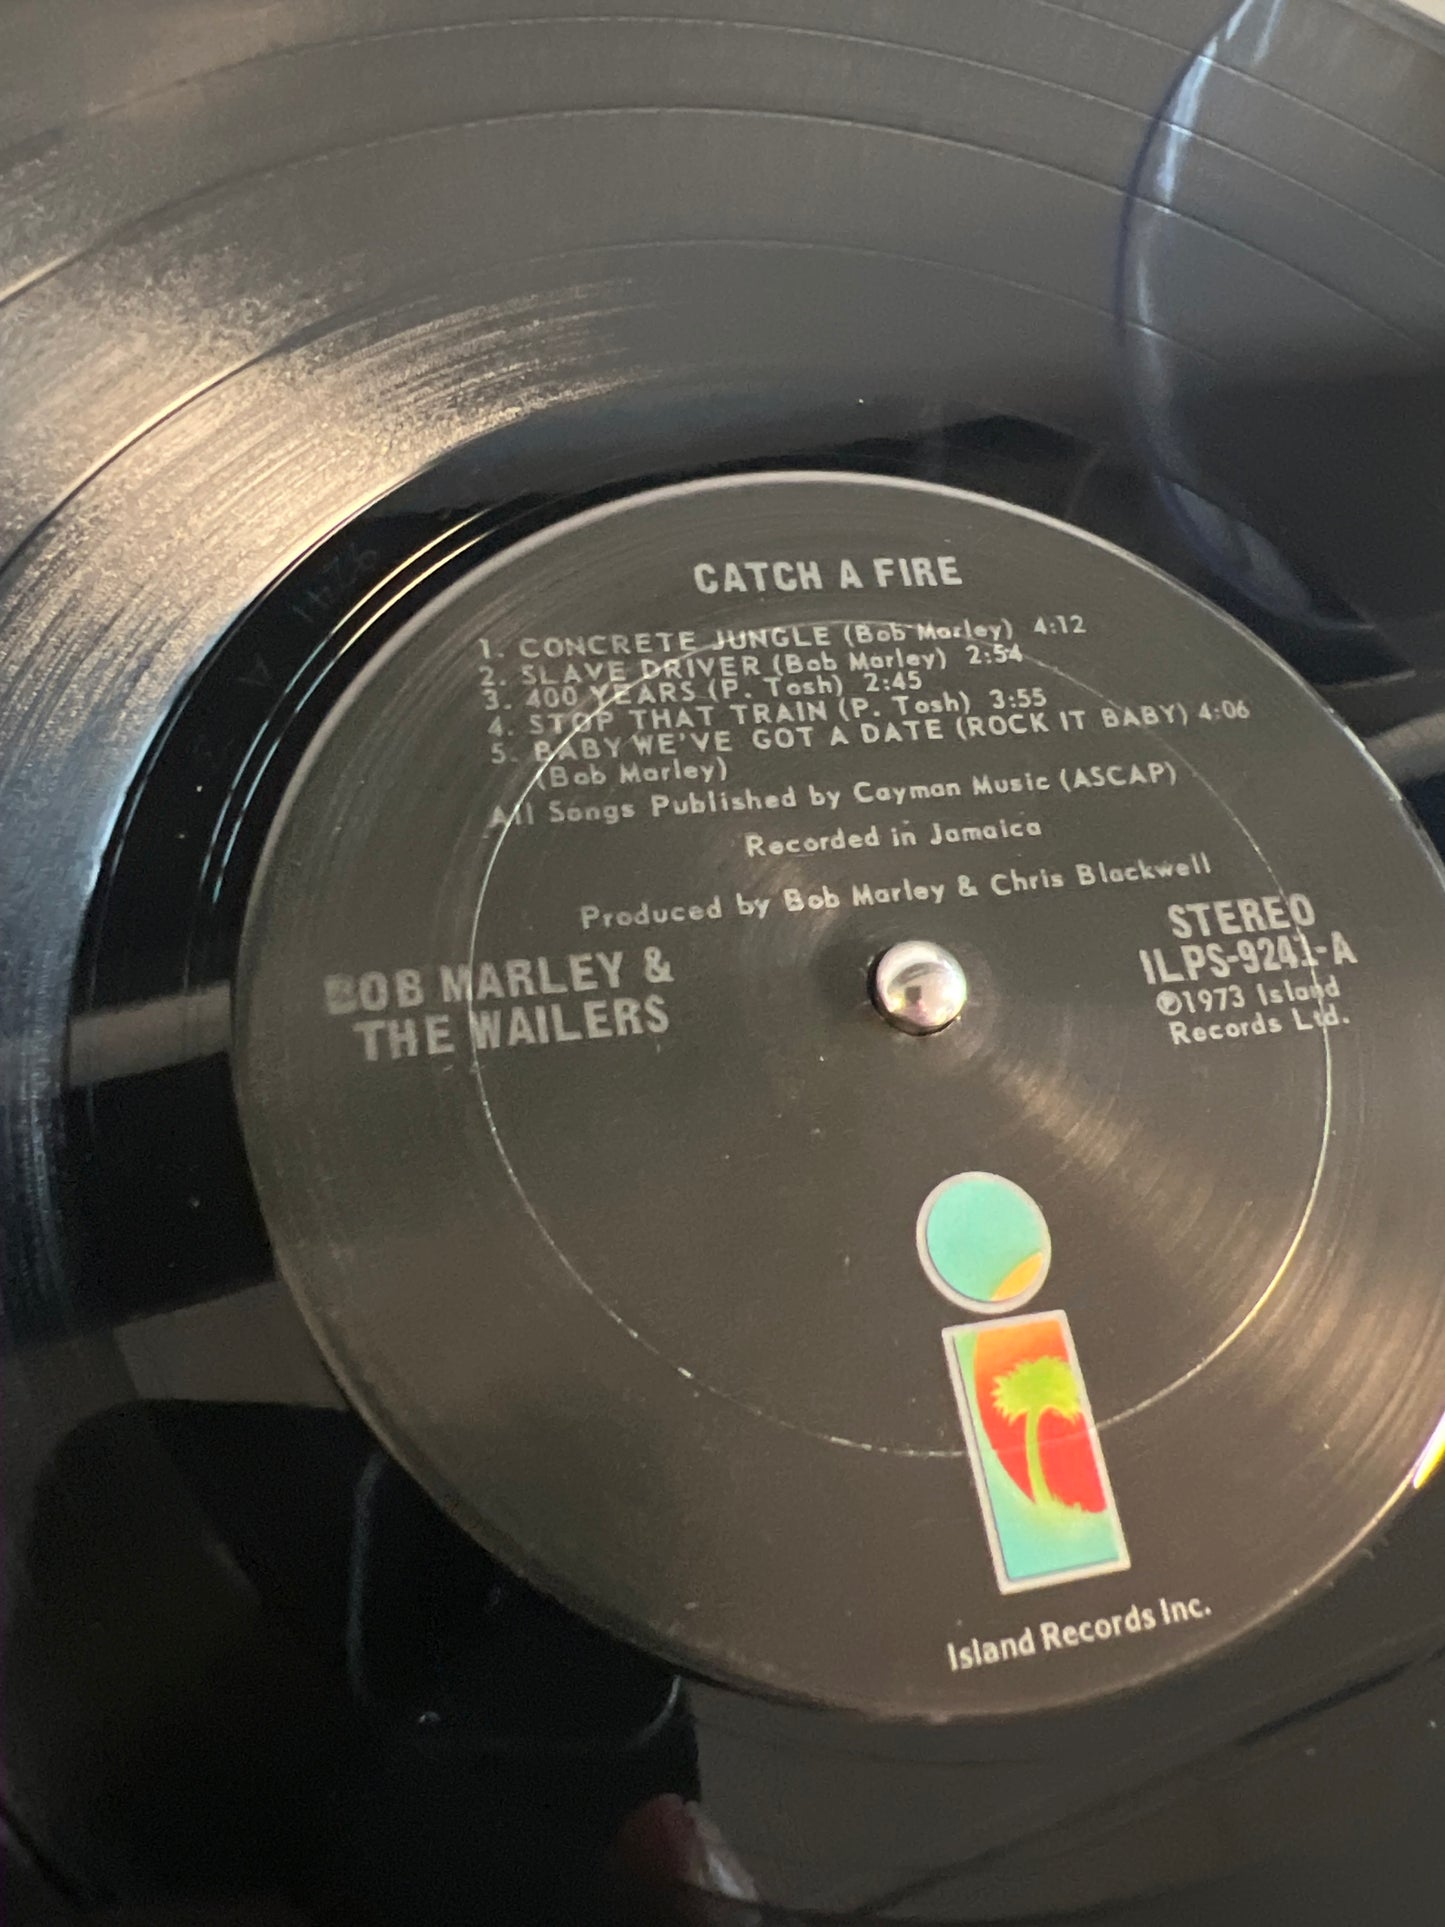 CATCH A FIRE
1. CONCRETE JUNGLE (Bob Marley) 4:12
2. SLAVE DRIVER (Bob Marley) 2:54
3. 400 YEARS (P. Tosh) 2:45
4. STOP THAT TRAIN (P. Tosh) 3:55
5. BABY WE'VE GOT A DATE (ROCK IT BABY) 4:06
(Bob Marley)
All Songs Published by Cayman Music (ASCAP)
Recorded in Jamaica
Produced by Bob Marley & Chris Blackwell
BOB MARLEY &
THE WAILERS
STEREO
ILPS-9241-A
℗1973 Island
Records Ltd.
Island Records Inc.